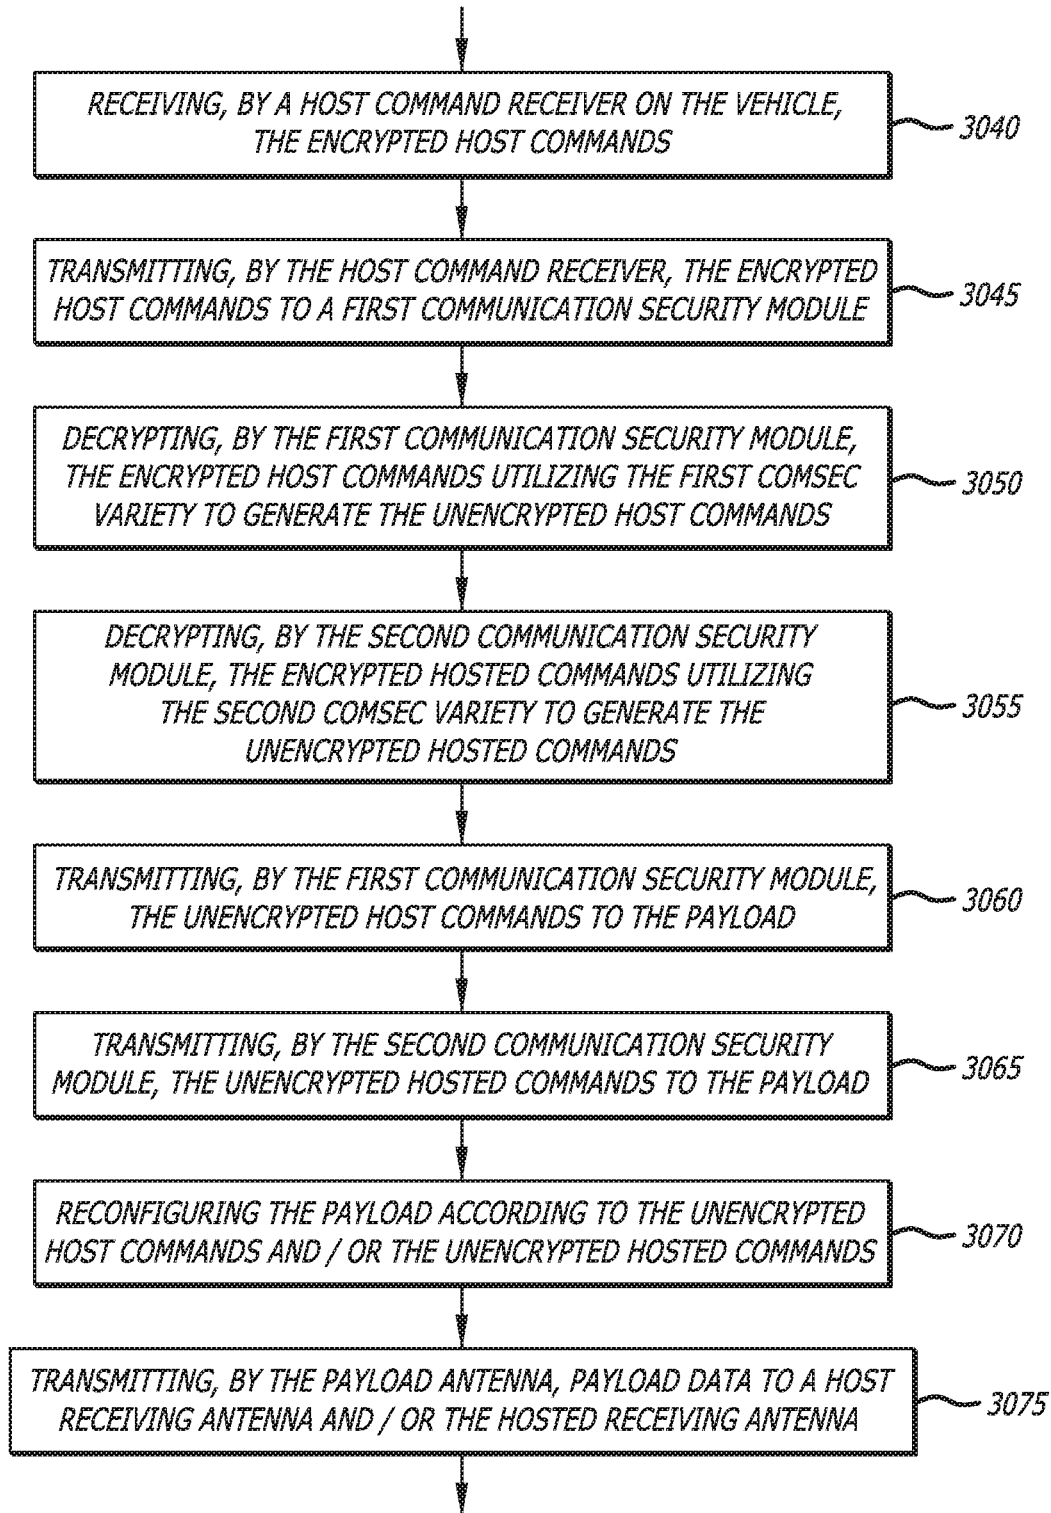 RECEIVING, BY A HOST COMMAND RECEIVER ON THE VEHICLE,
THE ENCRYPTED HOST COMMANDS
3040
TRANSMITTING, BY THE HOST COMMAND RECEIVER, THE ENCRYPTED
HOST COMMANDS TO A FIRST COMMUNICATION SECURITY MODULE
3045
DECRYPTING, BY THE FIRST COMMUNICATION SECURITY MODULE,
THE ENCRYPTED HOST COMMANDS UTILIZING THE FIRST COMSEC
VARIETY TO GENERATE THE UNENCRYPTED HOST COMMANDS
3050
DECRYPTING, BY THE SECOND COMMUNICATION SECURITY
MODULE, THE ENCRYPTED HOSTED COMMANDS UTILIZING
THE SECOND COMSEC VARIETY TO GENERATE THE
UNENCRYPTED HOSTED COMMANDS
3055
TRANSMITTING, BY THE FIRST COMMUNICATION SECURITY MODULE,
THE UNENCRYPTED HOST COMMANDS TO THE PAYLOAD
3060
TRANSMITTING, BY THE SECOND COMMUNICATION SECURITY
MODULE, THE UNENCRYPTED HOSTED COMMANDS TO THE PAYLOAD
3065
RECONFIGURING THE PAYLOAD ACCORDING TO THE UNENCRYPTED
HOST COMMANDS AND / OR THE UNENCRYPTED HOSTED COMMANDS
3070
TRANSMITTING, BY THE PAYLOAD ANTENNA, PAYLOAD DATA TO A HOST
RECEIVING ANTENNA AND / OR THE HOSTED RECEIVING ANTENNA
3075